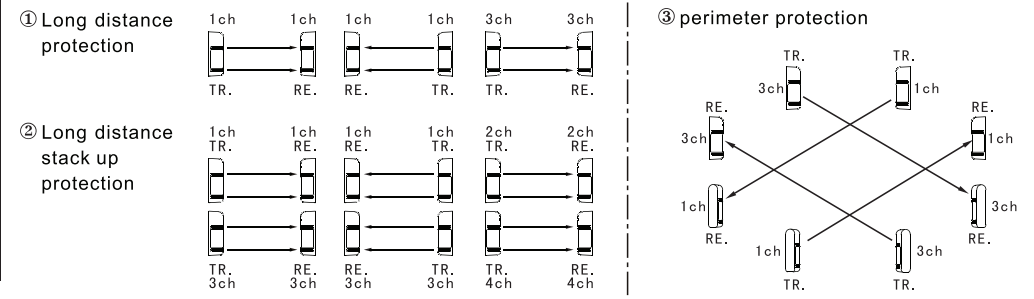 ① Long distance
protection
1ch 1ch 1ch 1ch 3ch 3ch
TR. RE. RE. TR. TR. RE.
② Long distance
stack up
protection
1ch 1ch 1ch 1ch 2ch 2ch
TR. RE. RE. TR. TR. RE.
TR. RE. RE. TR. TR. RE.
3ch 3ch 3ch 3ch 4ch 4ch
③ perimeter protection
TR. TR.
3ch 1ch
RE. RE.
3ch 1ch
1ch 3ch
RE. RE.
1ch 3ch
TR. TR.